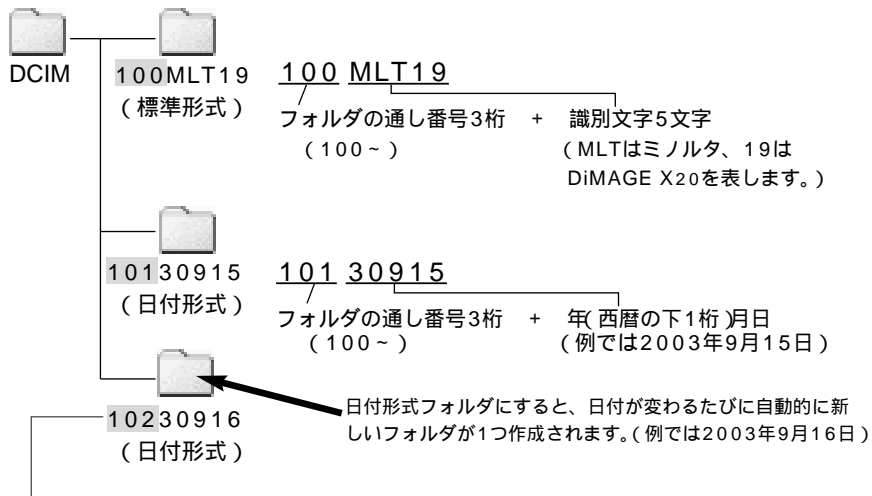 DCIM
100MLT19
（標準形式）
100 MLT19
フォルダの通し番号3桁 + 識別文字5文字
（100~）
（MLTはミノルタ、19は
DiMAGE X20を表します。）
10130915
（日付形式）
101 30915
フォルダの通し番号3桁 + 年(西暦の下1桁)月日
（100~）
（例では2003年9月15日）
10230916
（日付形式）
日付形式フォルダにすると、日付が変わるたびに自動的に新
しいフォルダが1つ作成されます。（例では2003年9月16日）